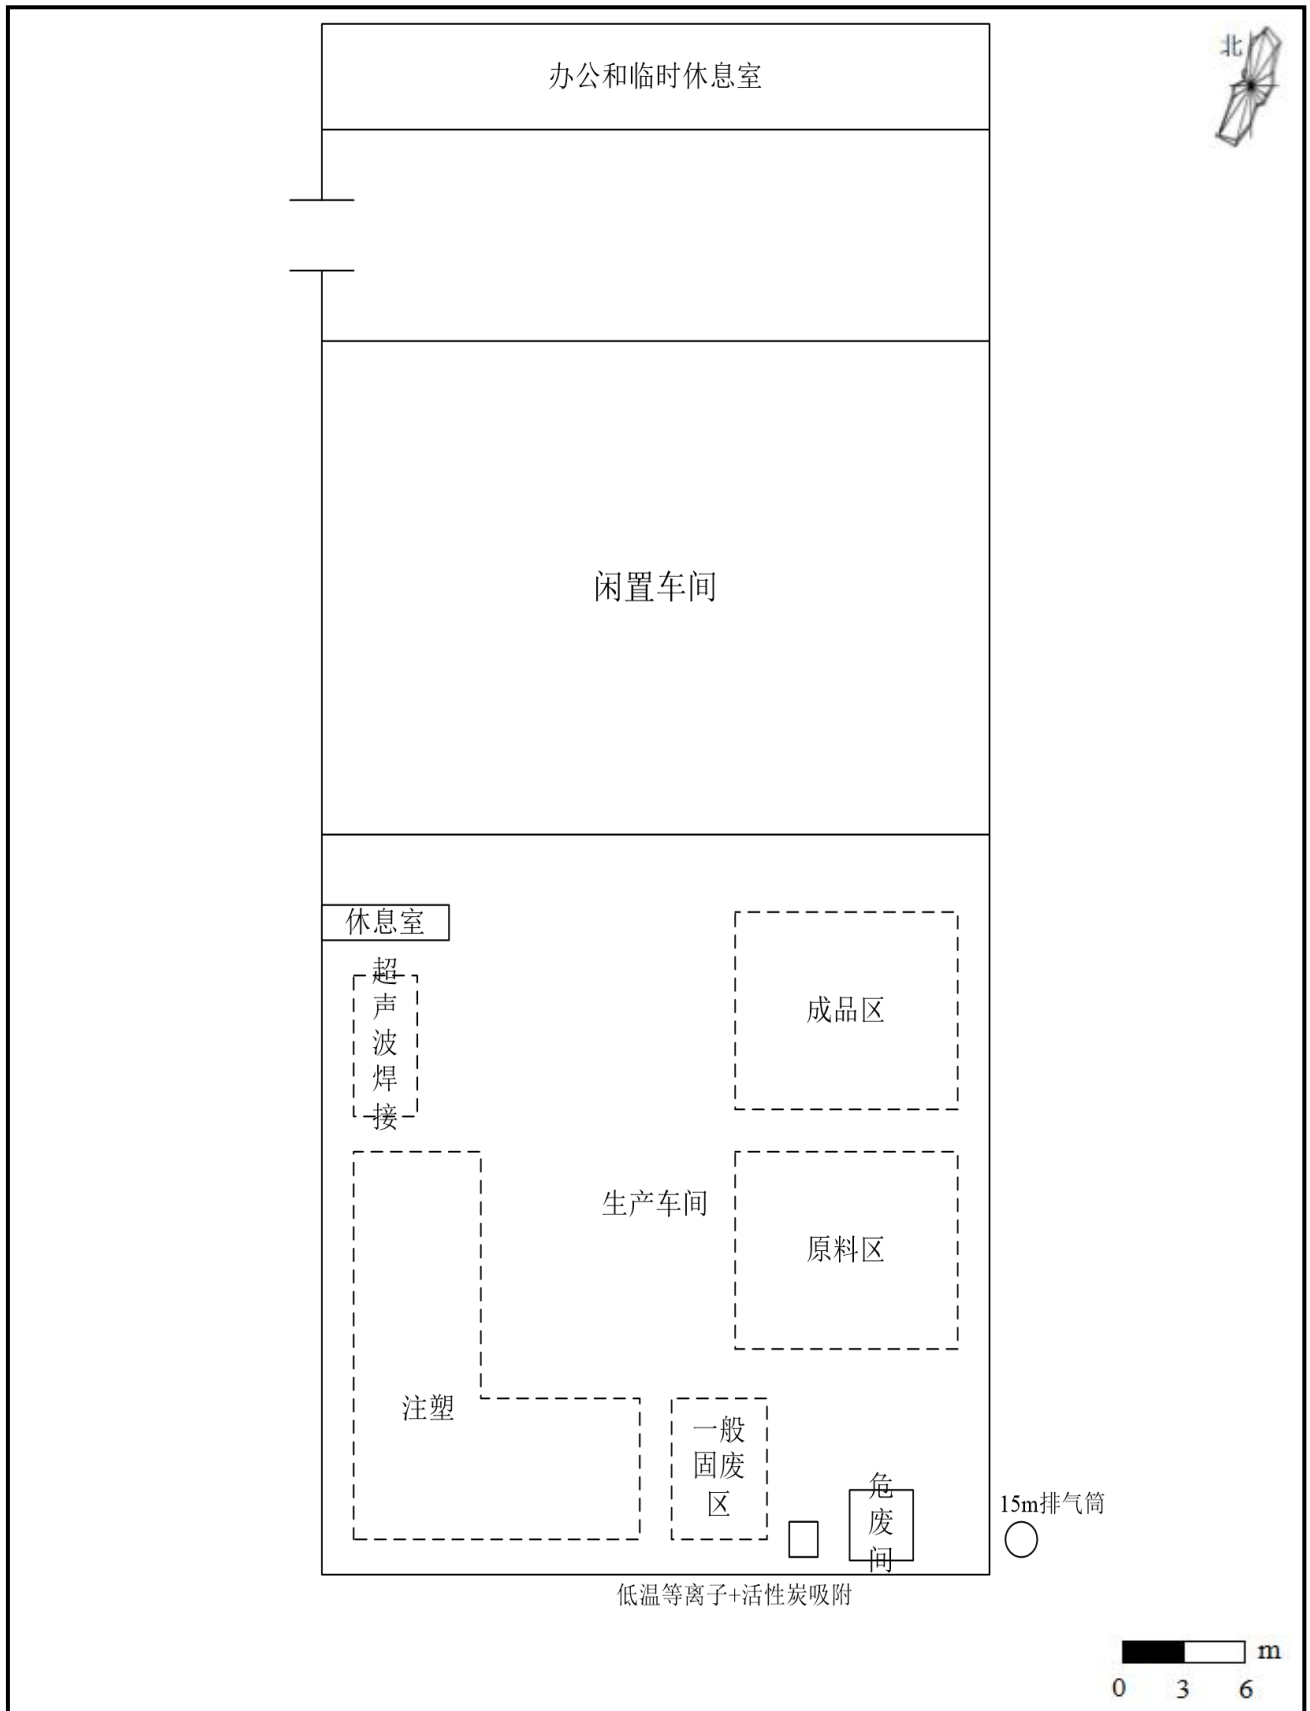 北
办公和临时休息室
闲置车间
休息室
超
声
波
焊
接
成品区
生产车间
原料区
注塑
一般
固废
区
危
废
间
15m排气筒
低温等离子+活性炭吸附
m
0 3 6